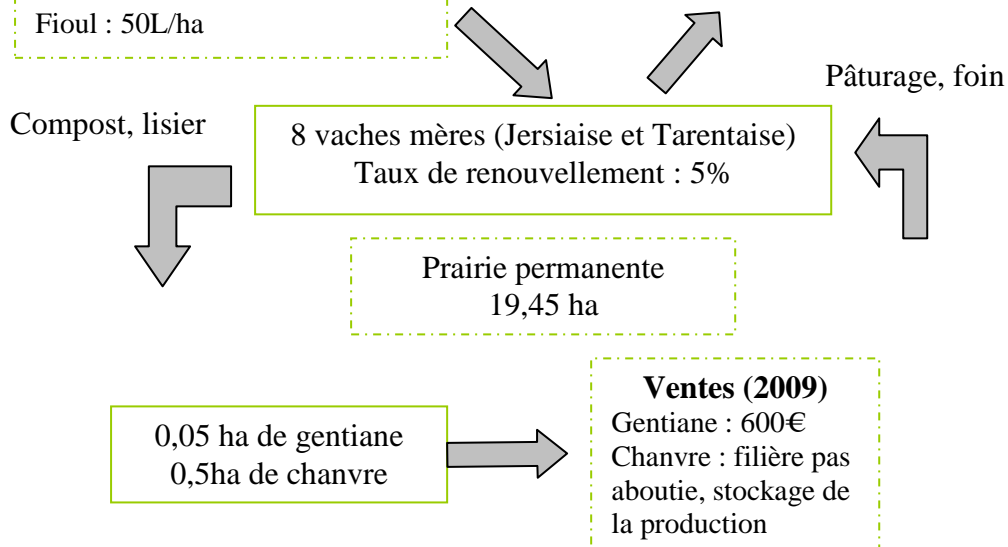 Fioul : 50L/ha
Pâturage, foin
Compost, lisier
8 vaches mères (Jersiaise et Tarentaise)
Taux de renouvellement : 5%
Prairie permanente
19,45 ha
0,05 ha de gentiane
0,5ha de chanvre
Ventes (2009)
Gentiane : 600€
Chanvre : filière pas
aboutie, stockage de
la production